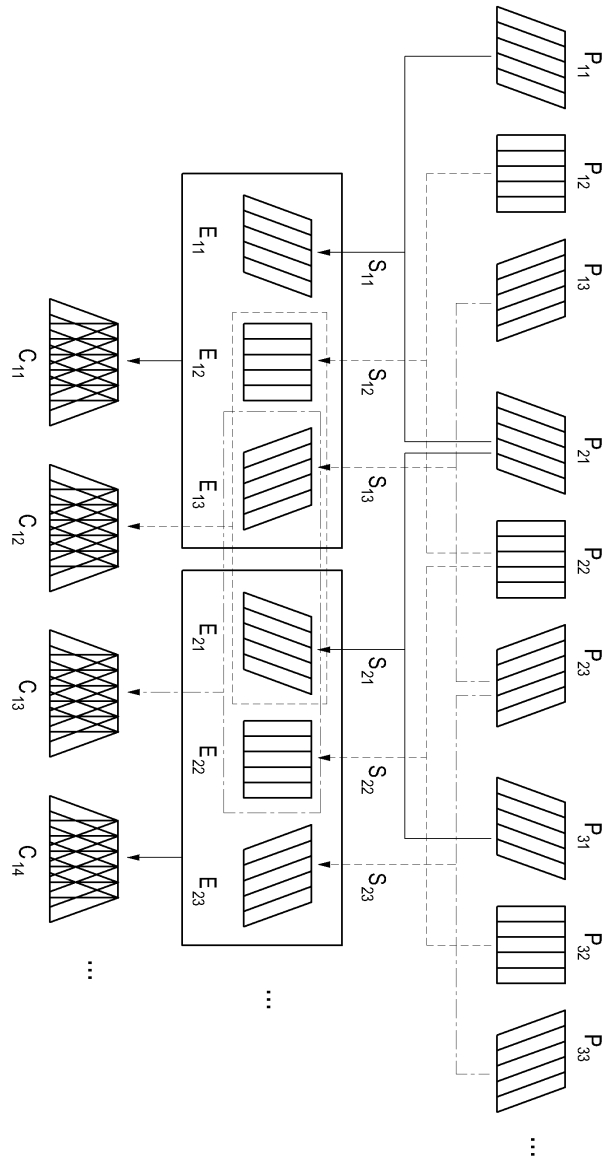 P11 P12 P13 P21 P22 P23 P31 P32 P33 ...
S11 S12 S13 S21 S22 S23
E11 E12 E13 E21 E22 E23 ...
C11 C12 C13 C14 ...